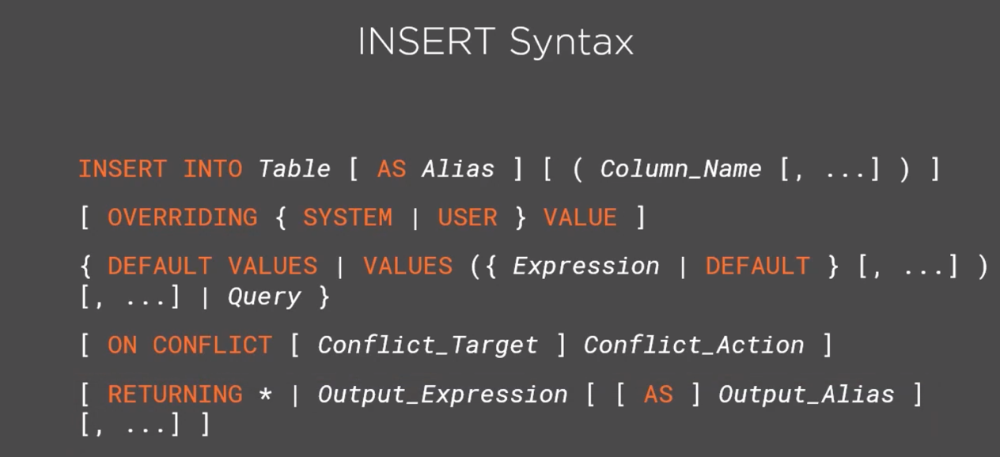 INSERT Syntax
INSERT INTO Table [ AS Alias ] [ ( Column_Name [, ...] ) ]
[ OVERRIDING { SYSTEM | USER } VALUE ]
{ DEFAULT VALUES | VALUES ({ Expression | DEFAULT } [, ...] )
[, ...] | Query }
[ ON CONFLICT [ Conflict_Target ] Conflict_Action ]
[ RETURNING * | Output_Expression [ [ AS ] Output_Alias ]
[, ...] ]